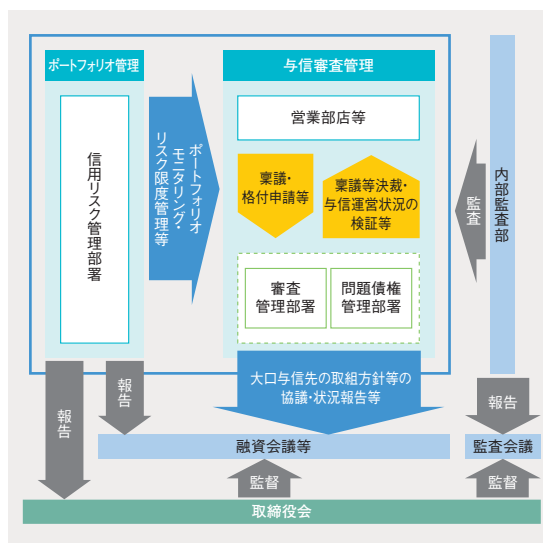 ポートフォリオ管理
与信審査管理
信用リスク管理部署
ポートフォリオ
モニタリング・
リスク限度管理等
営業部店等
稟議・
格付申請等
稟議等決裁・
与信運営状況の
検証等
審査
管理部署
問題債権
管理部署
監査
内部監査部
報告
報告
大口与信先の取組方針等の
協議・状況報告等
報告
融資会議等
監査会議
監督
監督
取締役会